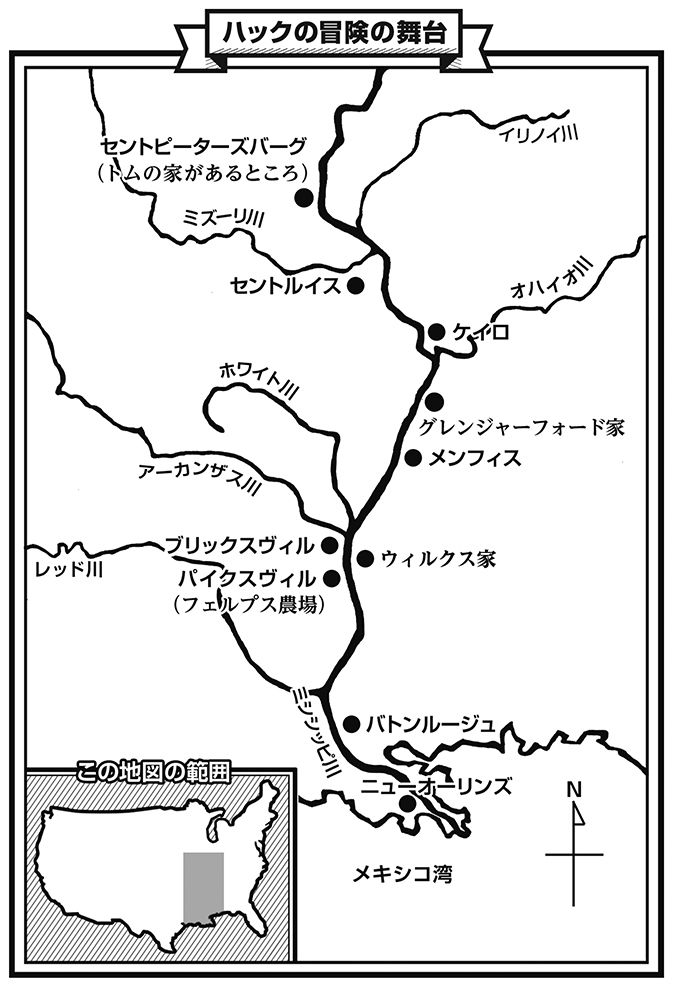 ハックの冒険の舞台
イリノイ川
セントピーターズバーグ
（トムの家があるところ）
ミズーリ川
オハイオ川
セントルイス
ケイロ
ホワイト川
グレンジャーフォード家
メンフィス
アーカンザス川
ブリックスヴィル
ウィルクス家
レッド川
パイクスヴィル
（フェルプス農場）
ミシシッピ川
バトンルージュ
この地図の範囲
ニューオーリンズ
N
メキシコ湾